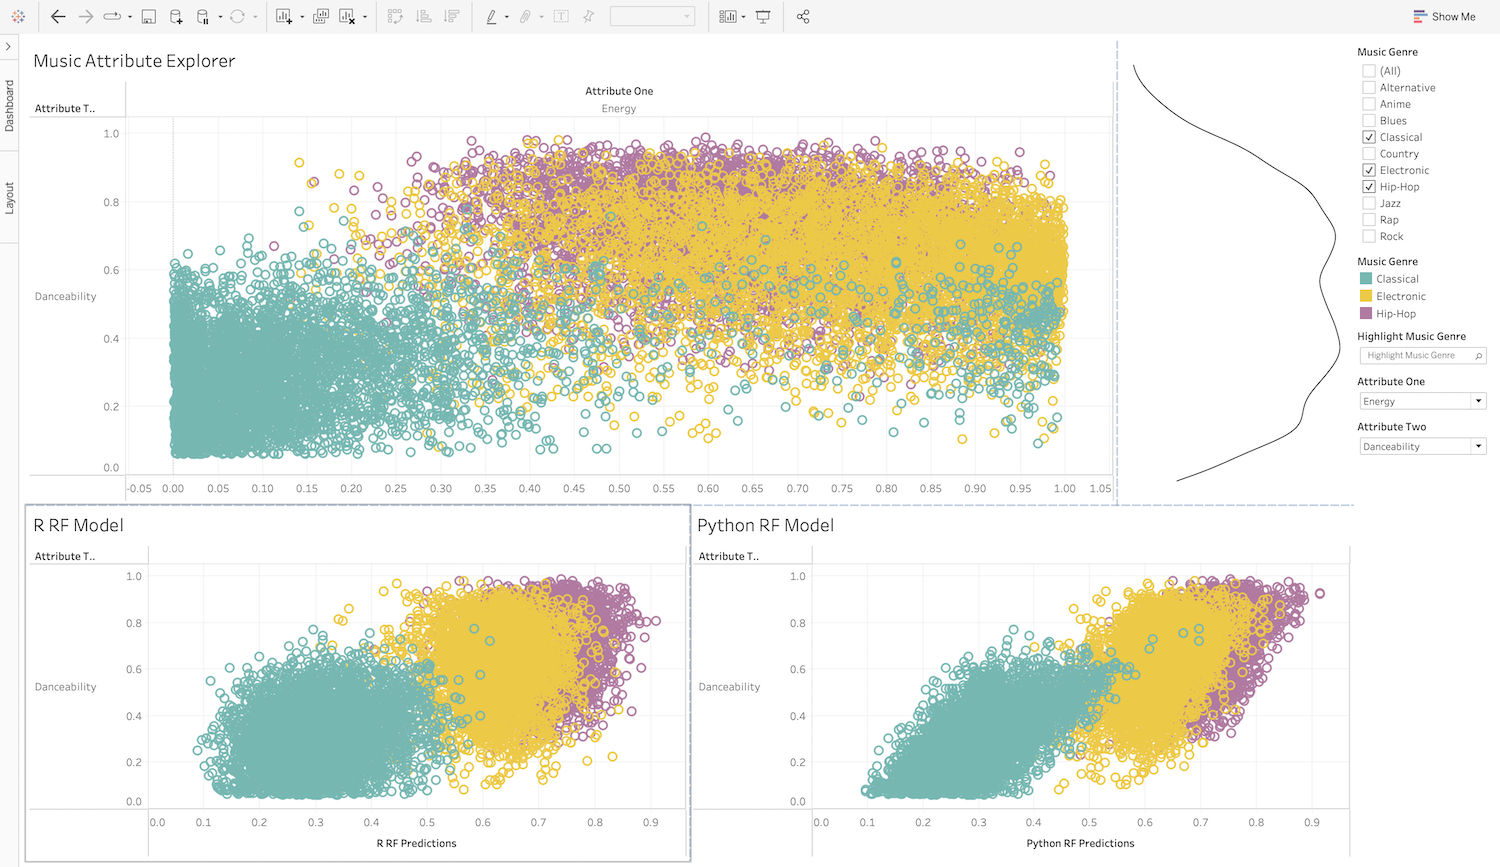 Show Me
Dashboard
Layout
Music Attribute Explorer
Attribute One
Energy
Attribute T..
Danceability
1.0
0.8
0.6
0.4
0.2
0.0
-0.05 0.00 0.05 0.10 0.15 0.20 0.25 0.30 0.35 0.40 0.45 0.50 0.55 0.60 0.65 0.70 0.75 0.80 0.85 0.90 0.95 1.00 1.05
Music Genre
(All)
Alternative
Anime
Blues
Classical
Country
Electronic
Hip-Hop
Jazz
Rap
Rock
Music Genre
Classical
Electronic
Hip-Hop
Highlight Music Genre
Highlight Music Genre
Attribute One
Energy
Attribute Two
Danceability
R RF Model
Attribute T..
Danceability
1.0
0.8
0.6
0.4
0.2
0.0
0.0 0.1 0.2 0.3 0.4 0.5 0.6 0.7 0.8 0.9
R RF Predictions
Python RF Model
Attribute T..
Danceability
1.0
0.8
0.6
0.4
0.2
0.0
0.0 0.1 0.2 0.3 0.4 0.5 0.6 0.7 0.8 0.9
Python RF Predictions